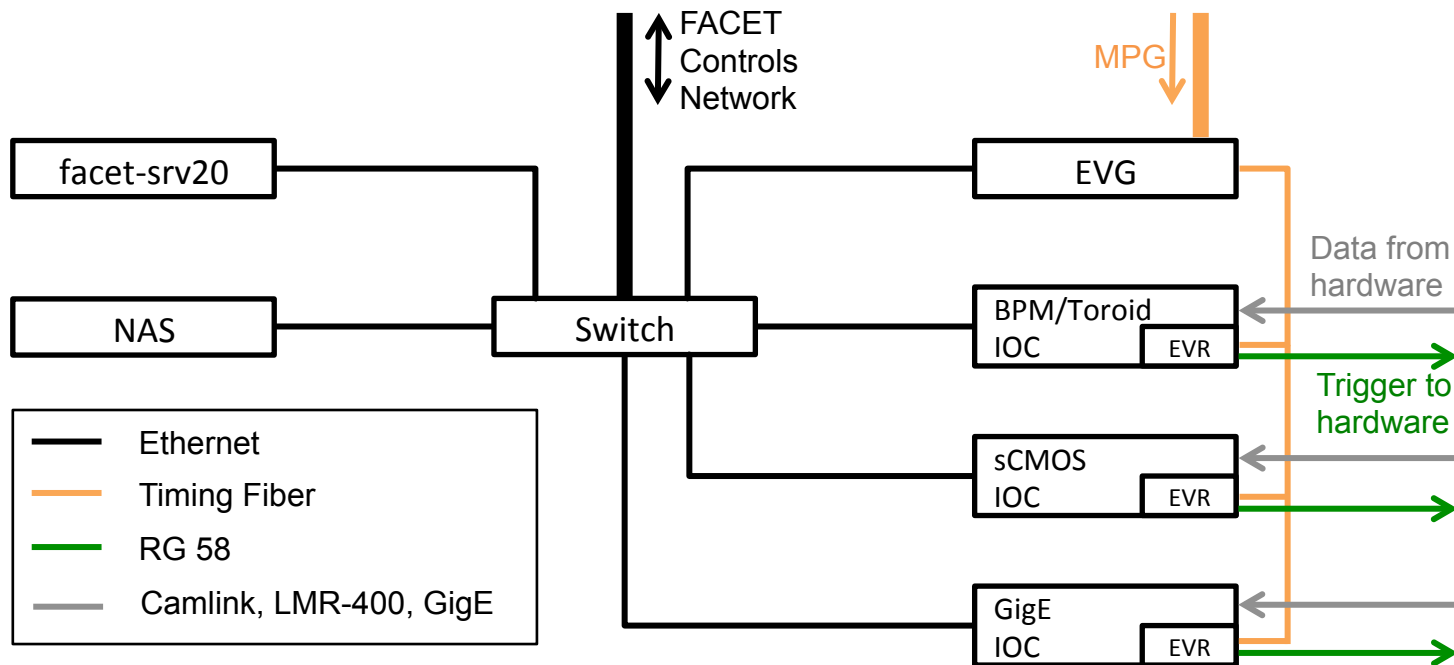 FACET
Controls
Network
MPG
facet-srv20
EVG
Data from
hardware
NAS
Switch
BPM/Toroid
IOC
EVR
Trigger to
hardware
Ethernet
Timing Fiber
RG 58
Camlink, LMR-400, GigE
sCMOS
IOC
EVR
GigE
IOC
EVR